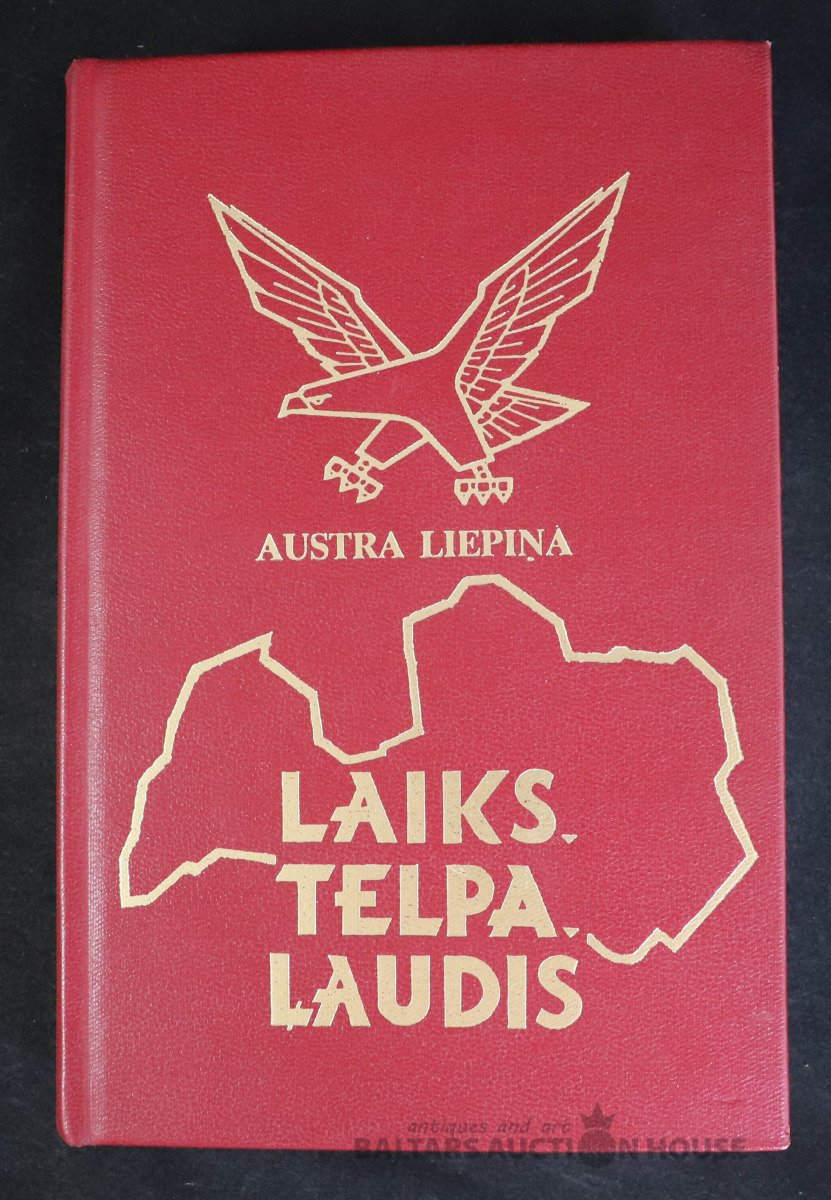 AUSTRA LIEPIŅA
LAIKS.
TELPA.
ĻAUDIS
antiques and art
BALTARS AUCTION HOUSE